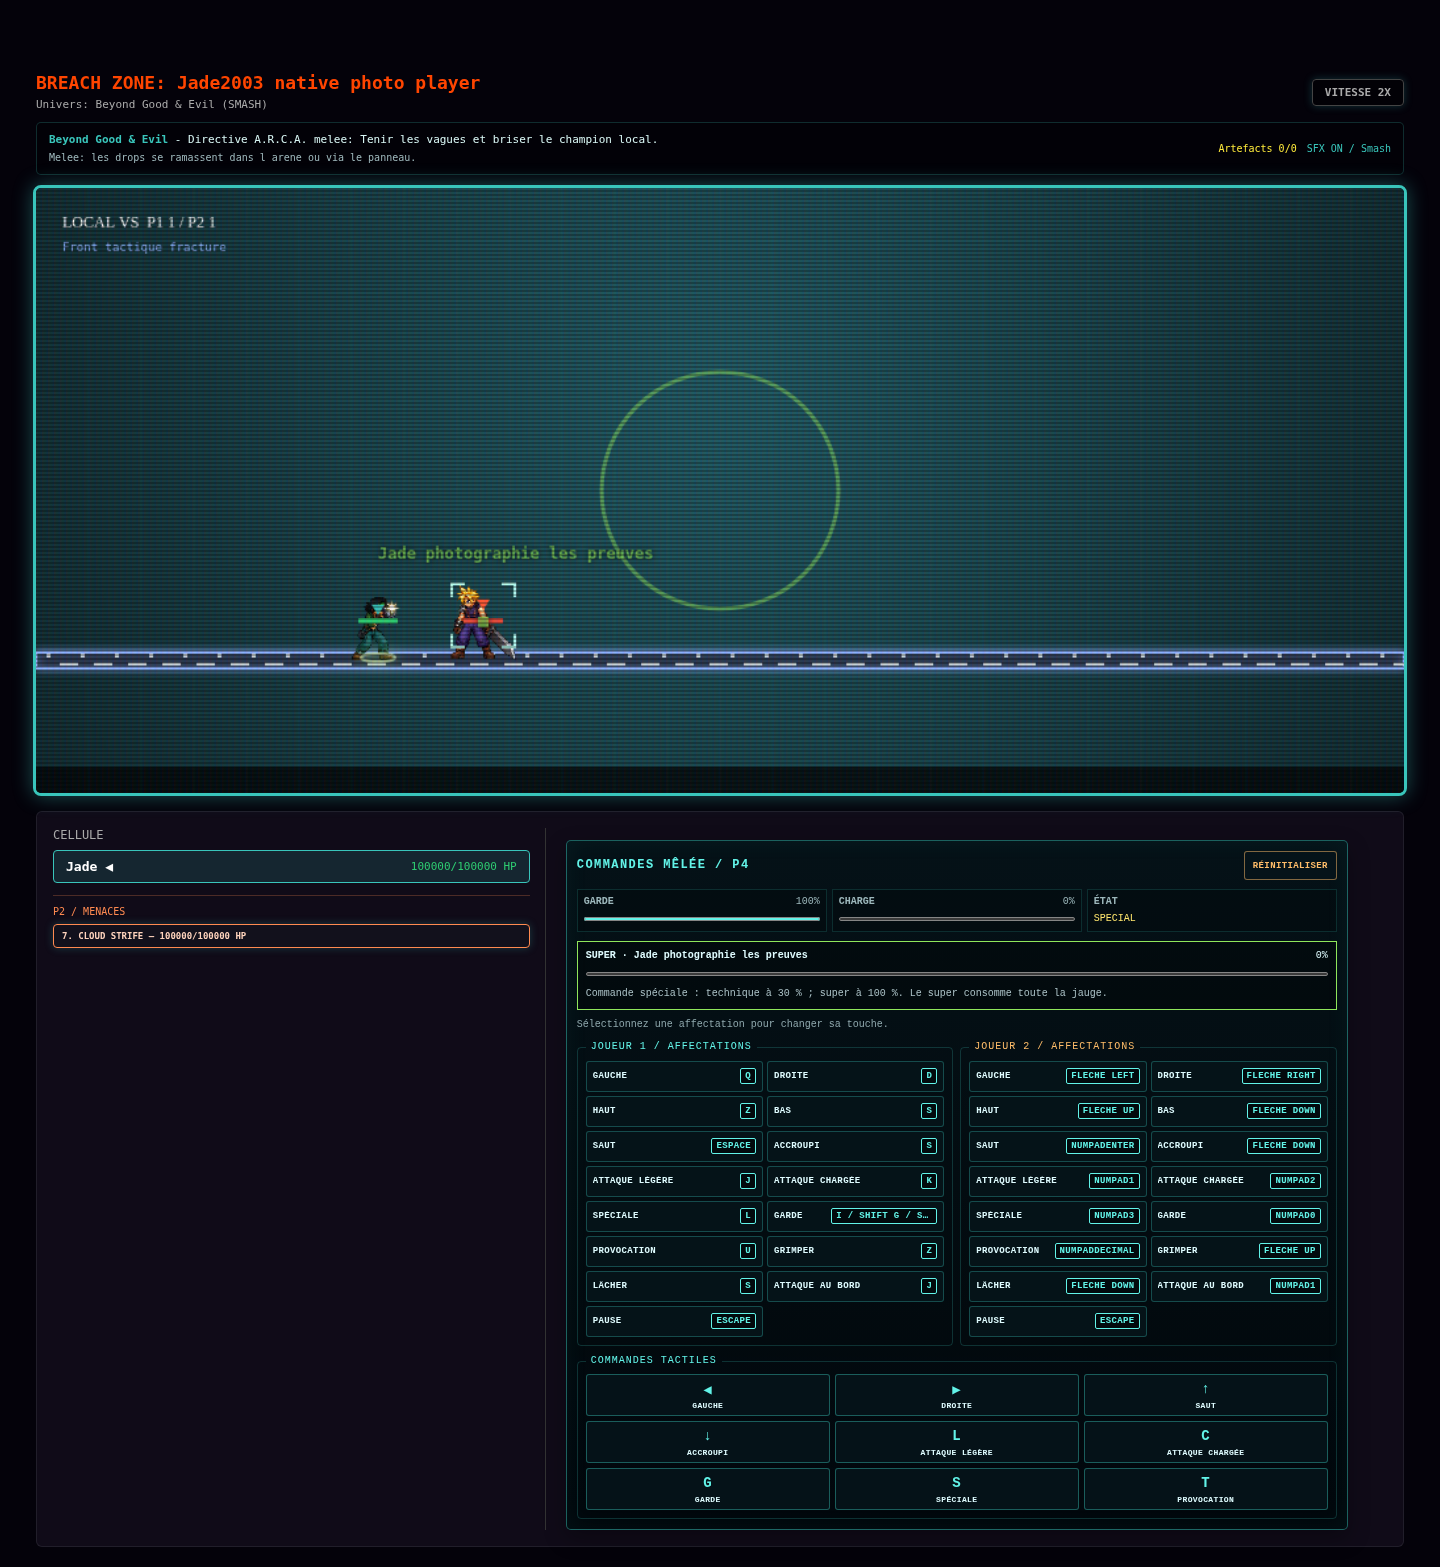 BREACH ZONE: Jade2003 native photo player
Univers: Beyond Good & Evil (SMASH)
VITESSE 2X
Beyond Good & Evil - Directive A.R.C.A. melee: Tenir les vagues et briser le champion local.
Melee: les drops se ramassent dans l arene ou via le panneau.
Artefacts 0/0 SFX ON / Smash
LOCAL VS P1 1 / P2 1
Front tactique fracture
Jade photographie les preuves
CELLULE
Jade ◀ 100000/100000 HP
P2 / MENACES
7. CLOUD STRIFE — 100000/100000 HP
COMMANDES MÊLÉE / P4
RÉINITIALISER
GARDE 100%
CHARGE 0%
ÉTAT
SPECIAL
SUPER · Jade photographie les preuves 0%
Commande spéciale : technique à 30 % ; super à 100 %. Le super consomme toute la jauge.
Sélectionnez une affectation pour changer sa touche.
JOUEUR 1 / AFFECTATIONS
GAUCHE Q
DROITE D
HAUT Z
BAS S
SAUT ESPACE
ACCROUPI S
ATTAQUE LÉGÈRE J
ATTAQUE CHARGÉE K
SPÉCIALE L
GARDE I / SHIFT G / S…
PROVOCATION U
GRIMPER Z
LÂCHER S
ATTAQUE AU BORD J
PAUSE ESCAPE
JOUEUR 2 / AFFECTATIONS
GAUCHE FLECHE LEFT
DROITE FLECHE RIGHT
HAUT FLECHE UP
BAS FLECHE DOWN
SAUT NUMPADENTER
ACCROUPI FLECHE DOWN
ATTAQUE LÉGÈRE NUMPAD1
ATTAQUE CHARGÉE NUMPAD2
SPÉCIALE NUMPAD3
GARDE NUMPAD0
PROVOCATION NUMPADDECIMAL
GRIMPER FLECHE UP
LÂCHER FLECHE DOWN
ATTAQUE AU BORD NUMPAD1
PAUSE ESCAPE
COMMANDES TACTILES
◀
GAUCHE
▶
DROITE
↑
SAUT
↓
ACCROUPI
L
ATTAQUE LÉGÈRE
C
ATTAQUE CHARGÉE
G
GARDE
S
SPÉCIALE
T
PROVOCATION